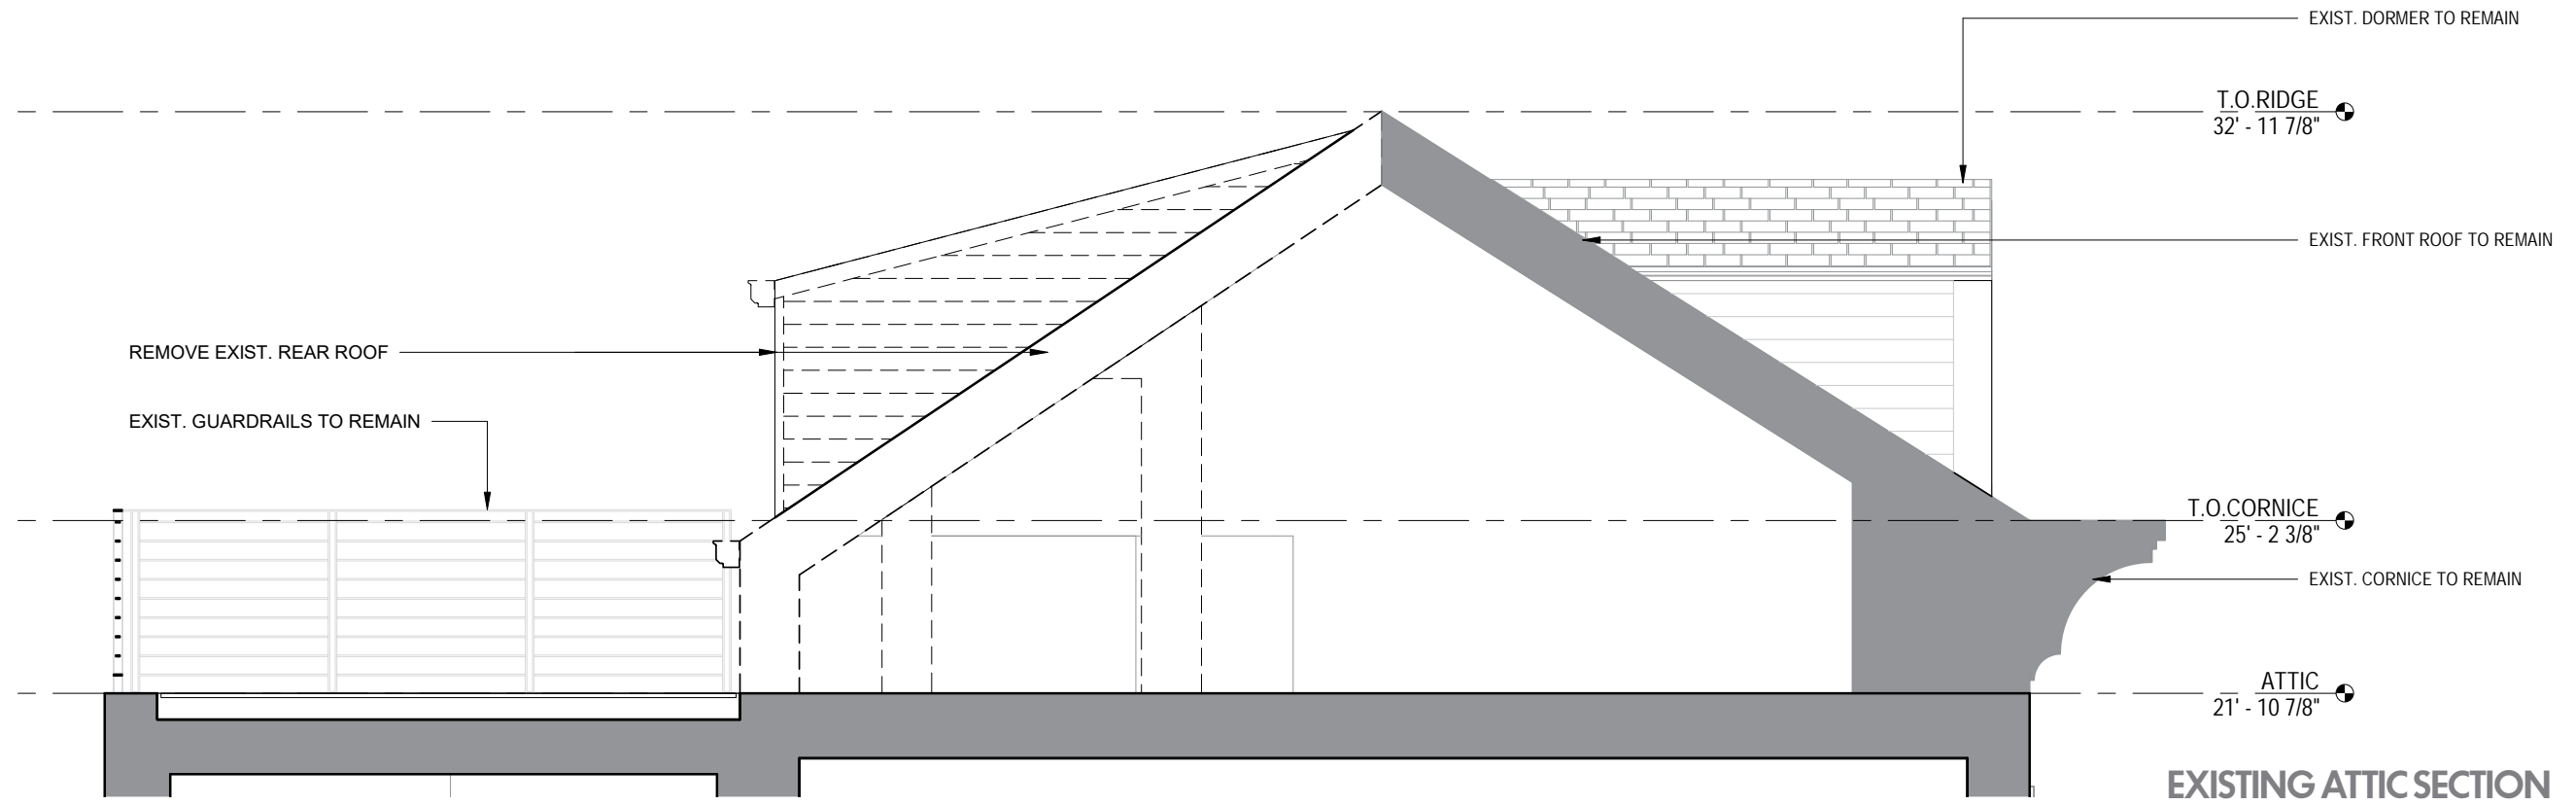 EXIST. DORMER TO REMAIN
T.O.RIDGE
32' - 11 7/8"
EXIST. FRONT ROOF TO REMAIN
REMOVE EXIST. REAR ROOF
EXIST. GUARDRAILS TO REMAIN
T.O.CORNICE
25' - 2 3/8"
EXIST. CORNICE TO REMAIN
ATTIC
21' - 10 7/8"
EXISTING ATTIC SECTION